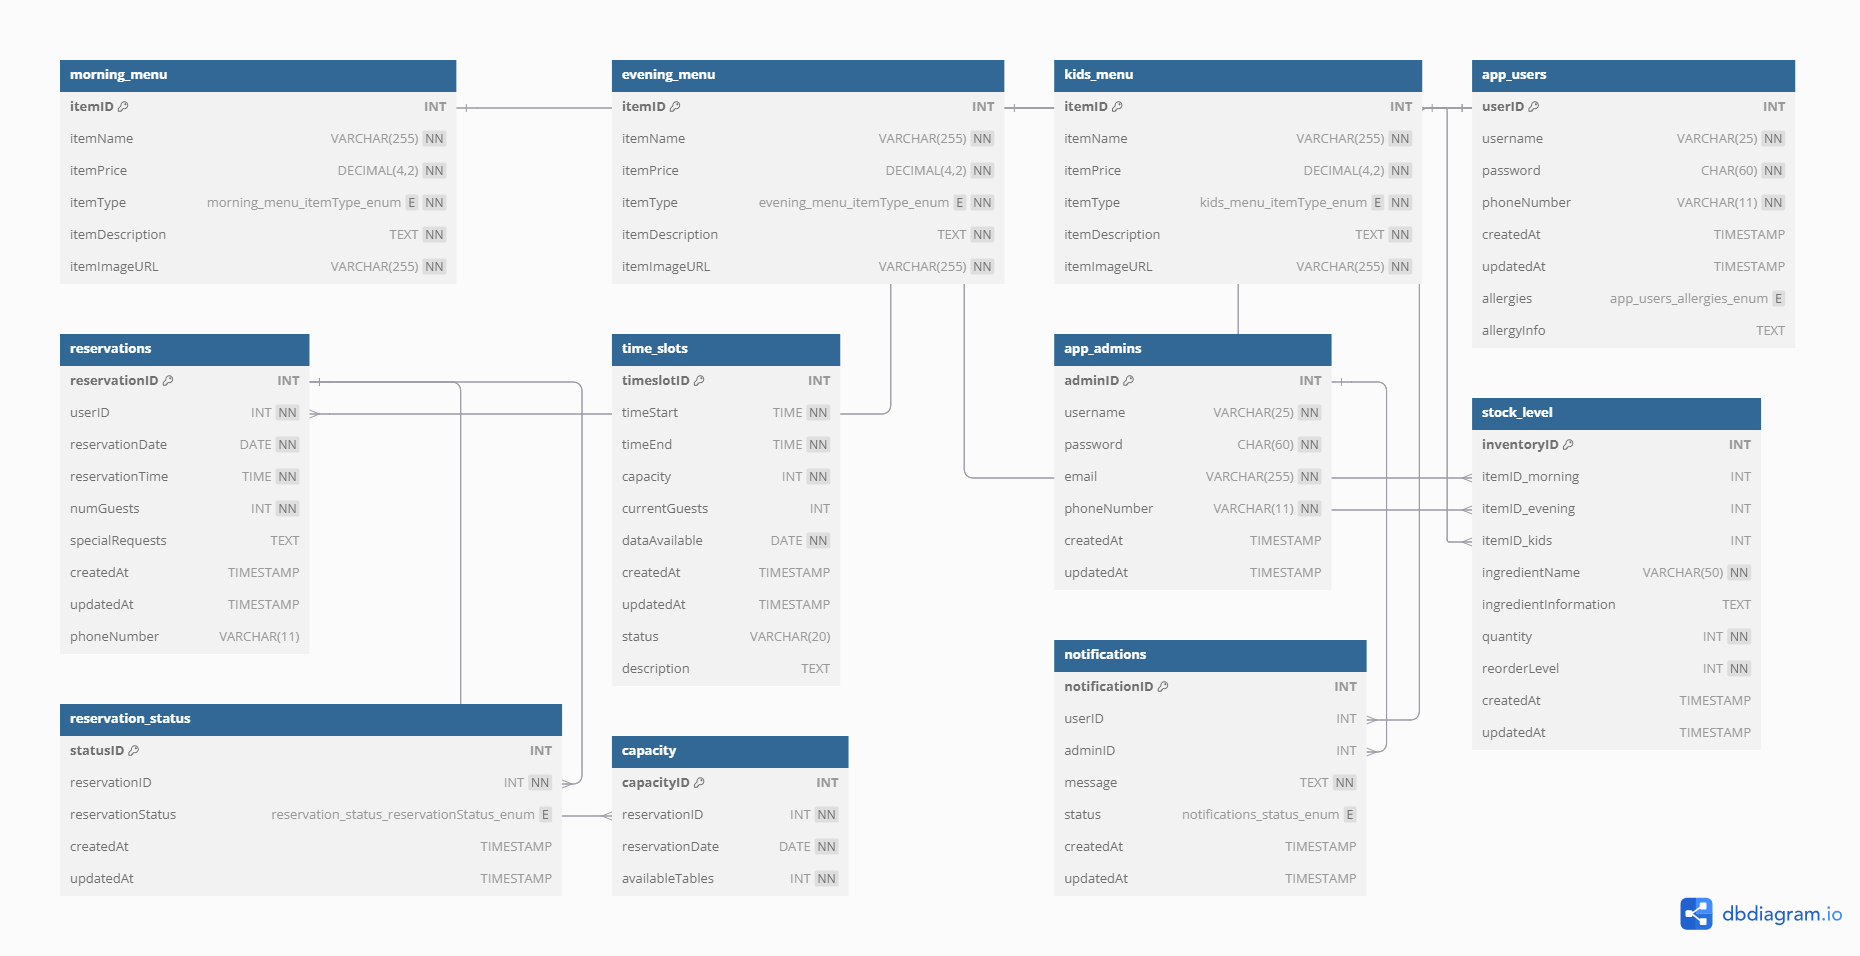 morning_menu
itemID INT
itemName VARCHAR(255) NN
itemPrice DECIMAL(4,2) NN
itemType morning_menu_itemType_enum E NN
itemDescription TEXT NN
itemImageURL VARCHAR(255) NN
evening_menu
itemID INT
itemName VARCHAR(255) NN
itemPrice DECIMAL(4,2) NN
itemType evening_menu_itemType_enum E NN
itemDescription TEXT NN
itemImageURL VARCHAR(255) NN
kids_menu
itemID INT
itemName VARCHAR(255) NN
itemPrice DECIMAL(4,2) NN
itemType kids_menu_itemType_enum E NN
itemDescription TEXT NN
itemImageURL VARCHAR(255) NN
app_users
userID INT
username VARCHAR(25) NN
password CHAR(60) NN
phoneNumber VARCHAR(11) NN
createdAt TIMESTAMP
updatedAt TIMESTAMP
allergies app_users_allergies_enum E
allergyInfo TEXT
reservations
reservationID INT
userID INT NN
reservationDate DATE NN
reservationTime TIME NN
numGuests INT NN
specialRequests TEXT
createdAt TIMESTAMP
updatedAt TIMESTAMP
phoneNumber VARCHAR(11)
time_slots
timeslotID INT
timeStart TIME NN
timeEnd TIME NN
capacity INT NN
currentGuests INT
dataAvailable DATE NN
createdAt TIMESTAMP
updatedAt TIMESTAMP
status VARCHAR(20)
description TEXT
app_admins
adminID INT
username VARCHAR(25) NN
password CHAR(60) NN
email VARCHAR(255) NN
phoneNumber VARCHAR(11) NN
createdAt TIMESTAMP
updatedAt TIMESTAMP
stock_level
inventoryID INT
itemID_morning INT
itemID_evening INT
itemID_kids INT
ingredientName VARCHAR(50) NN
ingredientInformation TEXT
quantity INT NN
reorderLevel INT NN
createdAt TIMESTAMP
updatedAt TIMESTAMP
reservation_status
statusID INT
reservationID INT NN
reservationStatus reservation_status_reservationStatus_enum E
createdAt TIMESTAMP
updatedAt TIMESTAMP
capacity
capacityID INT
reservationID INT NN
reservationDate DATE NN
availableTables INT NN
notifications
notificationID INT
userID INT
adminID INT
message TEXT NN
status notifications_status_enum E
createdAt TIMESTAMP
updatedAt TIMESTAMP
dbdiagram.io